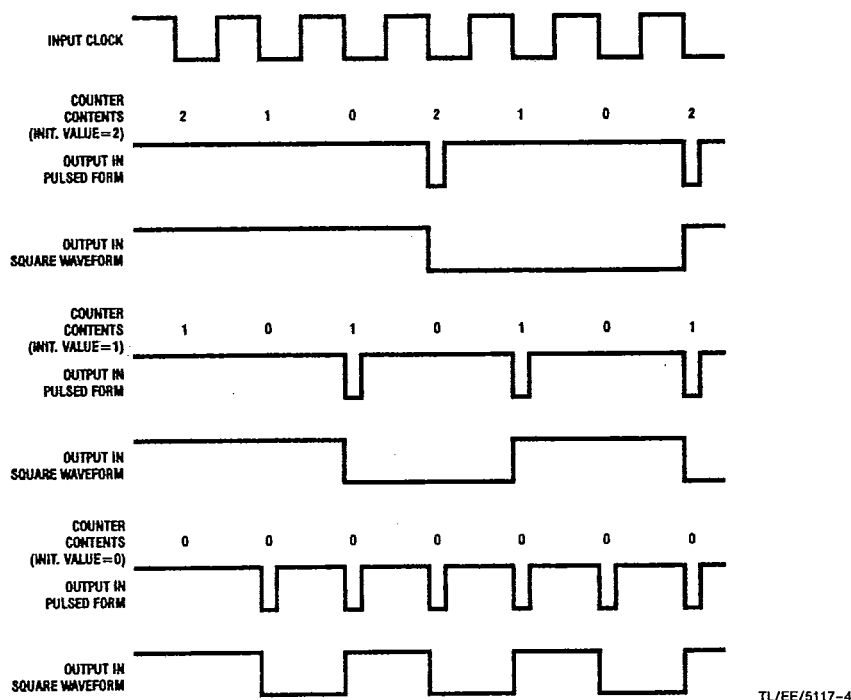 INPUT CLOCK
COUNTER
CONTENTS
(INIT. VALUE=2)
2 1 0 2 1 0 2
OUTPUT IN
PULSED FORM
OUTPUT IN
SQUARE WAVEFORM
COUNTER
CONTENTS
(INIT. VALUE=1)
1 0 1 0 1 0 1
OUTPUT IN
PULSED FORM
OUTPUT IN
SQUARE WAVEFORM
COUNTER
CONTENTS
(INIT. VALUE=0)
0 0 0 0 0 0 0
OUTPUT IN
PULSED FORM
OUTPUT IN
SQUARE WAVEFORM
TL/EE/5117-4